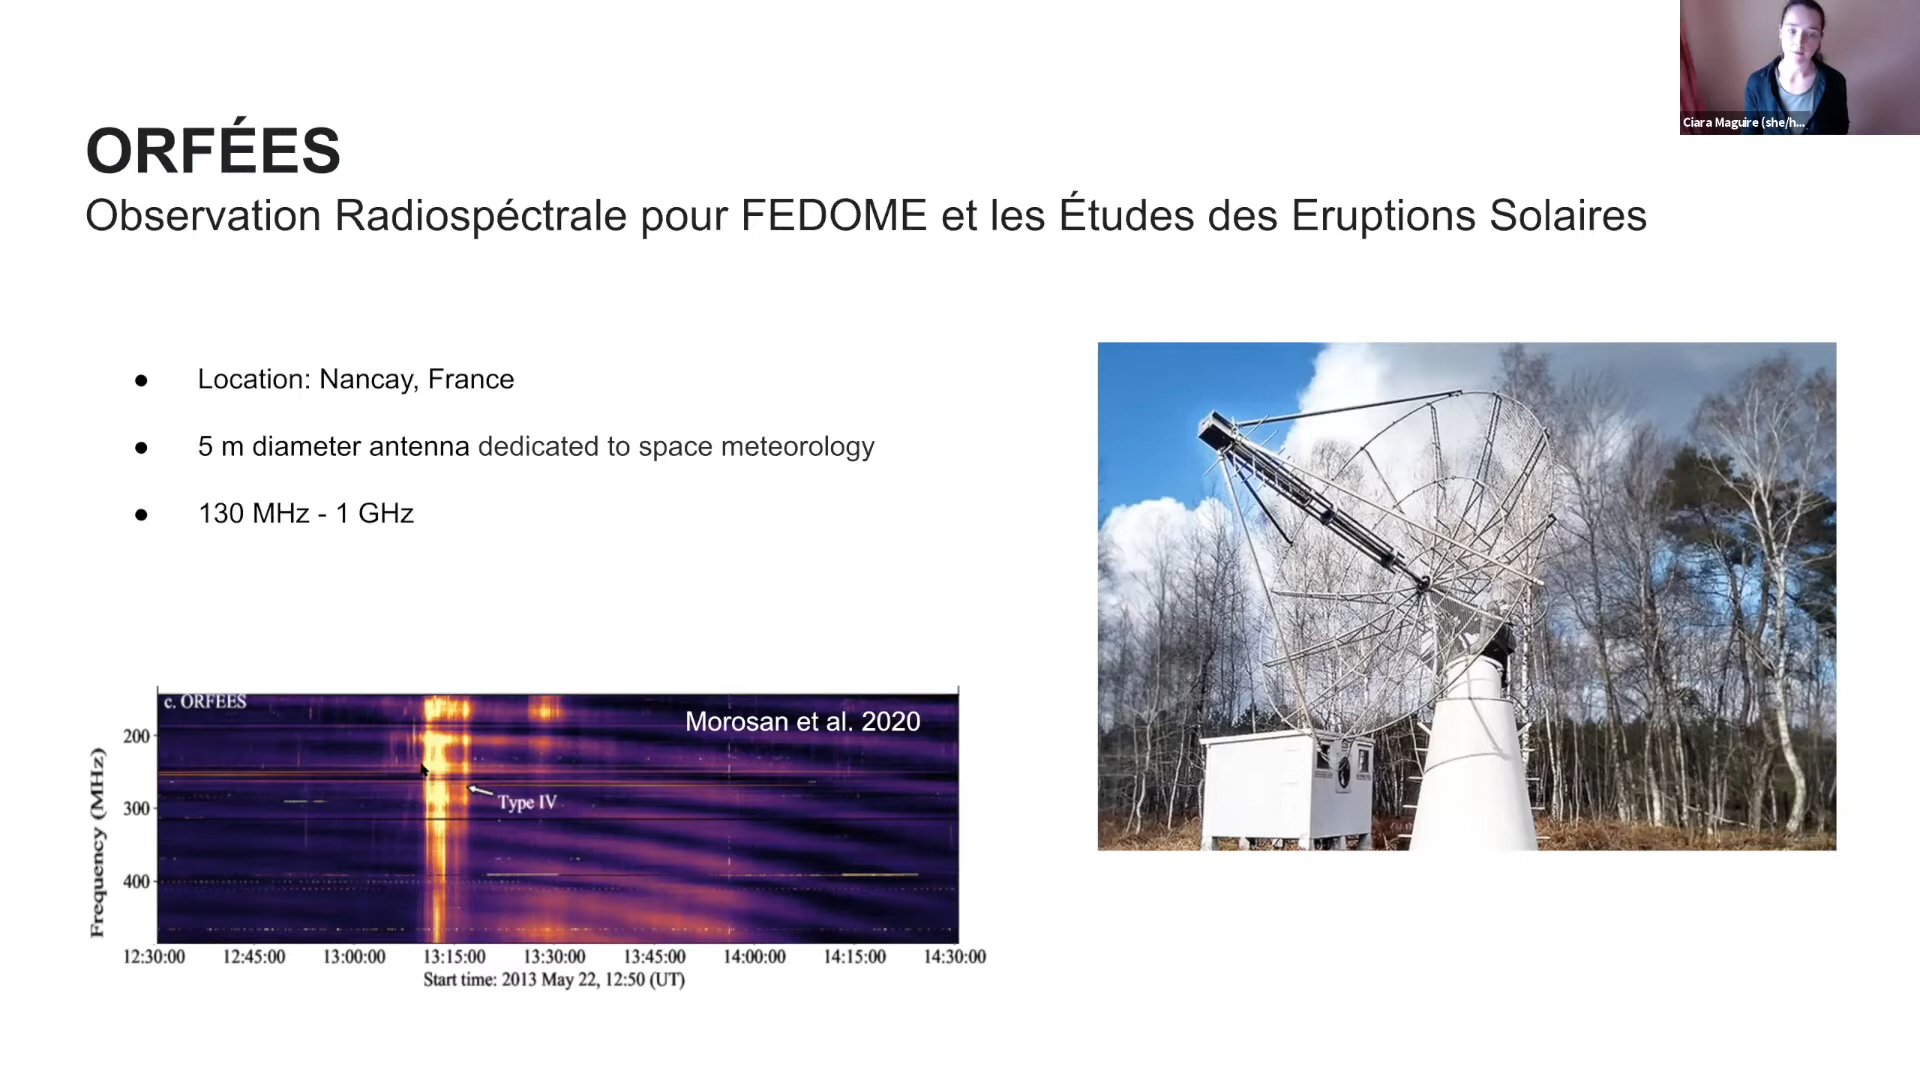 Ciara Maguire (she/h...
ORFÉES
Observation Radiospéctrale pour FEDOME et les Études des Eruptions Solaires
● Location: Nancay, France
● 5 m diameter antenna dedicated to space meteorology
● 130 MHz - 1 GHz
c. ORFEES
Morosan et al. 2020
Type IV
Frequency (MHz)
200
300
400
12:30:00 12:45:00 13:00:00 13:15:00 13:30:00 13:45:00 14:00:00 14:15:00 14:30:00
Start time: 2013 May 22, 12:50 (UT)